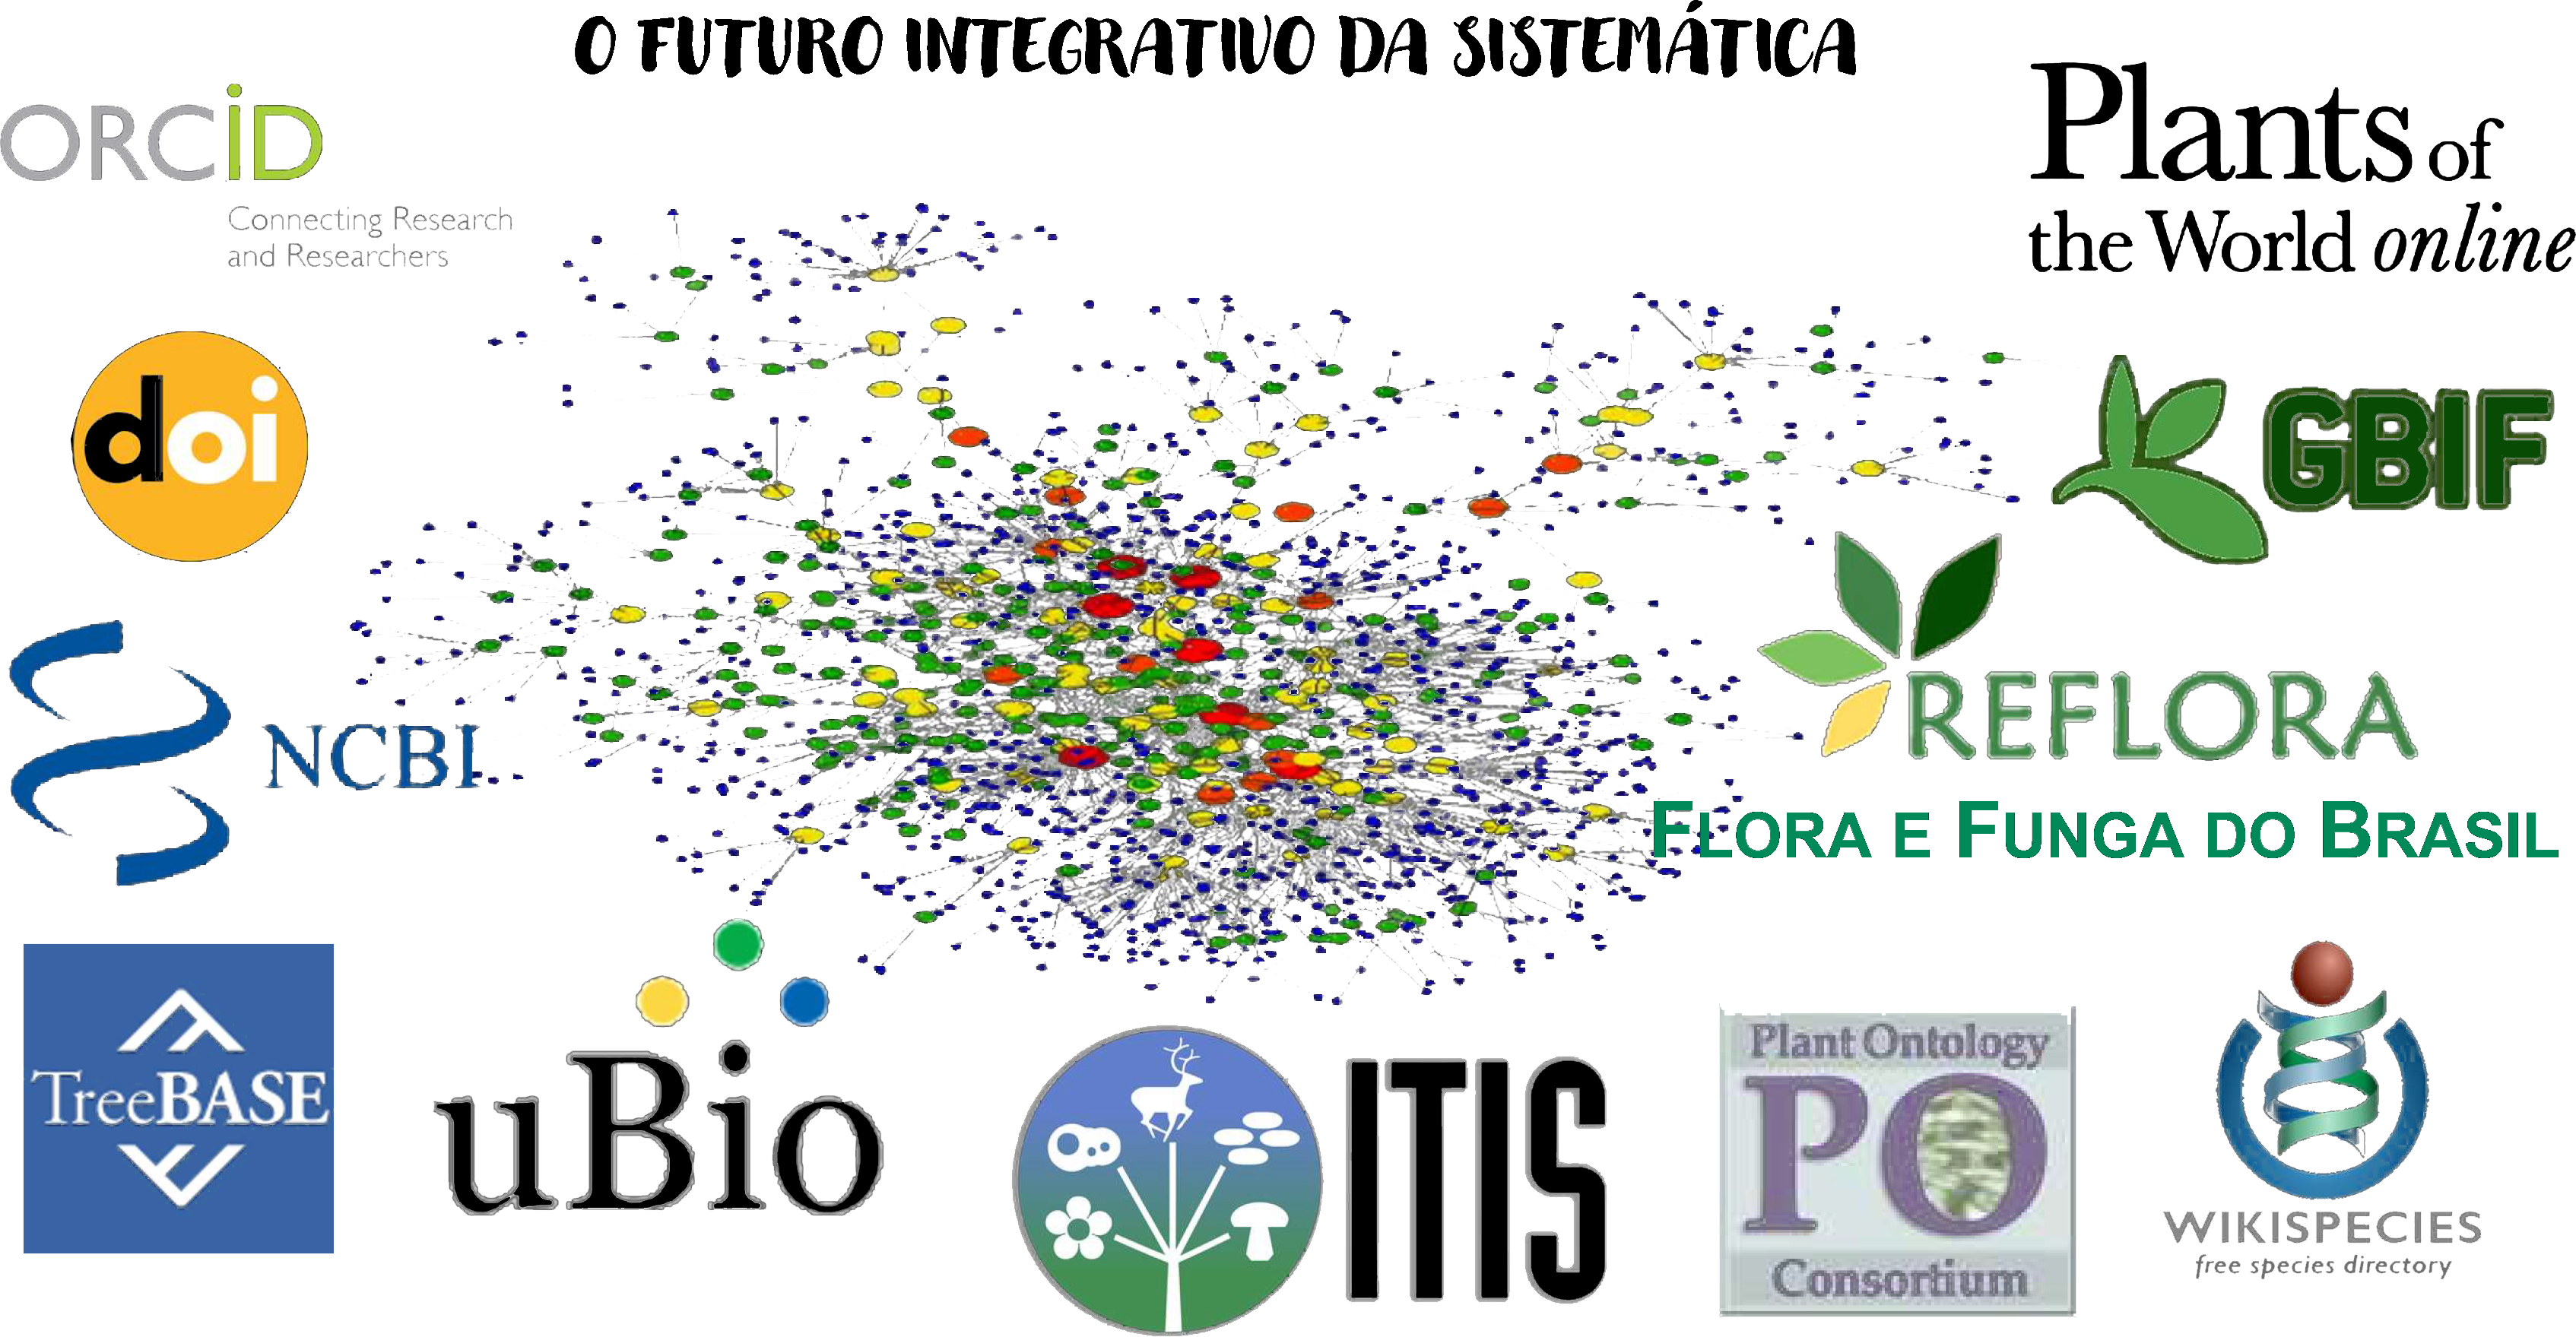 O FUTURO INTEGRATIVO DA SISTEMÁTICA
ORCID
Connecting Research
and Researchers
Plants of
the World online
doi
GBIF
NCBI
REFLORA
FLORA E FUNGA DO BRASIL
TreeBASE
uBio
ITIS
Plant Ontology
PO
Consortium
WIKISPECIES
free species directory